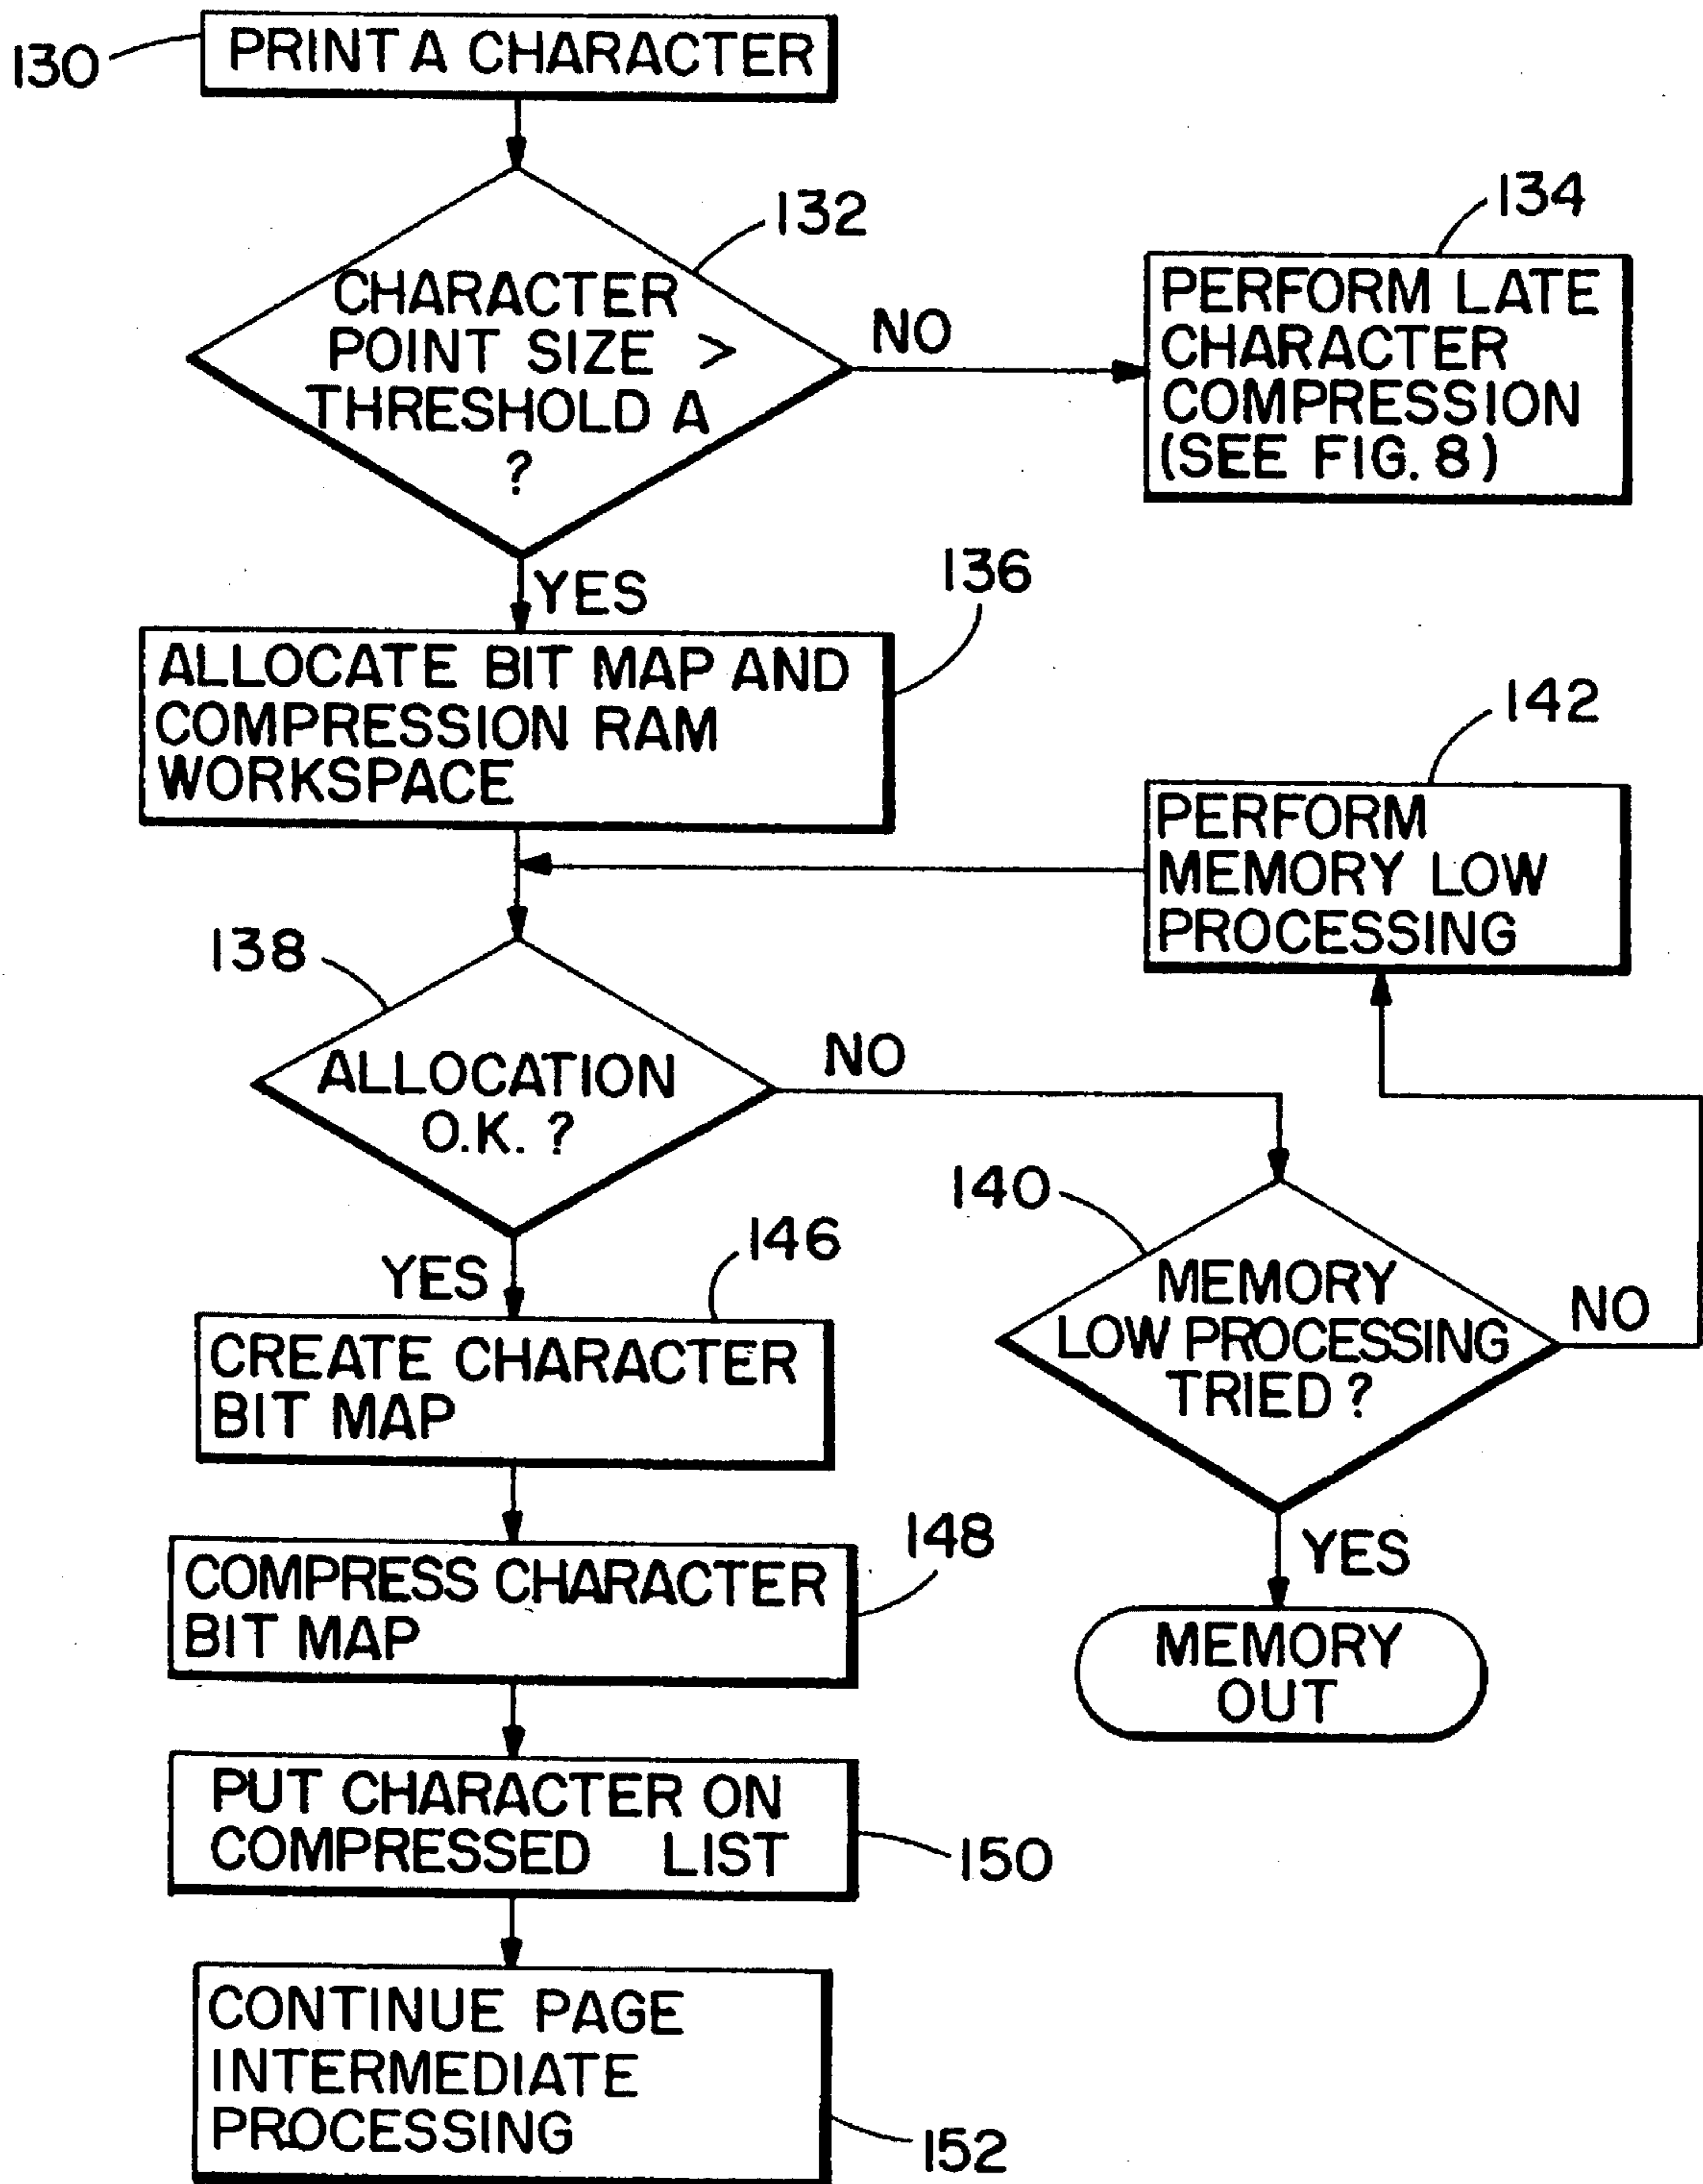 130
PRINT A CHARACTER
132
CHARACTER
POINT SIZE >
THRESHOLD A
?
NO
134
PERFORM LATE
CHARACTER
COMPRESSION
(SEE FIG. 8)
YES
136
ALLOCATE BIT MAP AND
COMPRESSION RAM
WORKSPACE
142
PERFORM
MEMORY LOW
PROCESSING
138
ALLOCATION
O.K. ?
NO
140
MEMORY
LOW PROCESSING
TRIED ?
NO
YES
MEMORY
OUT
YES
146
CREATE CHARACTER
BIT MAP
148
COMPRESS CHARACTER
BIT MAP
PUT CHARACTER ON
COMPRESSED LIST
150
CONTINUE PAGE
INTERMEDIATE
PROCESSING
152